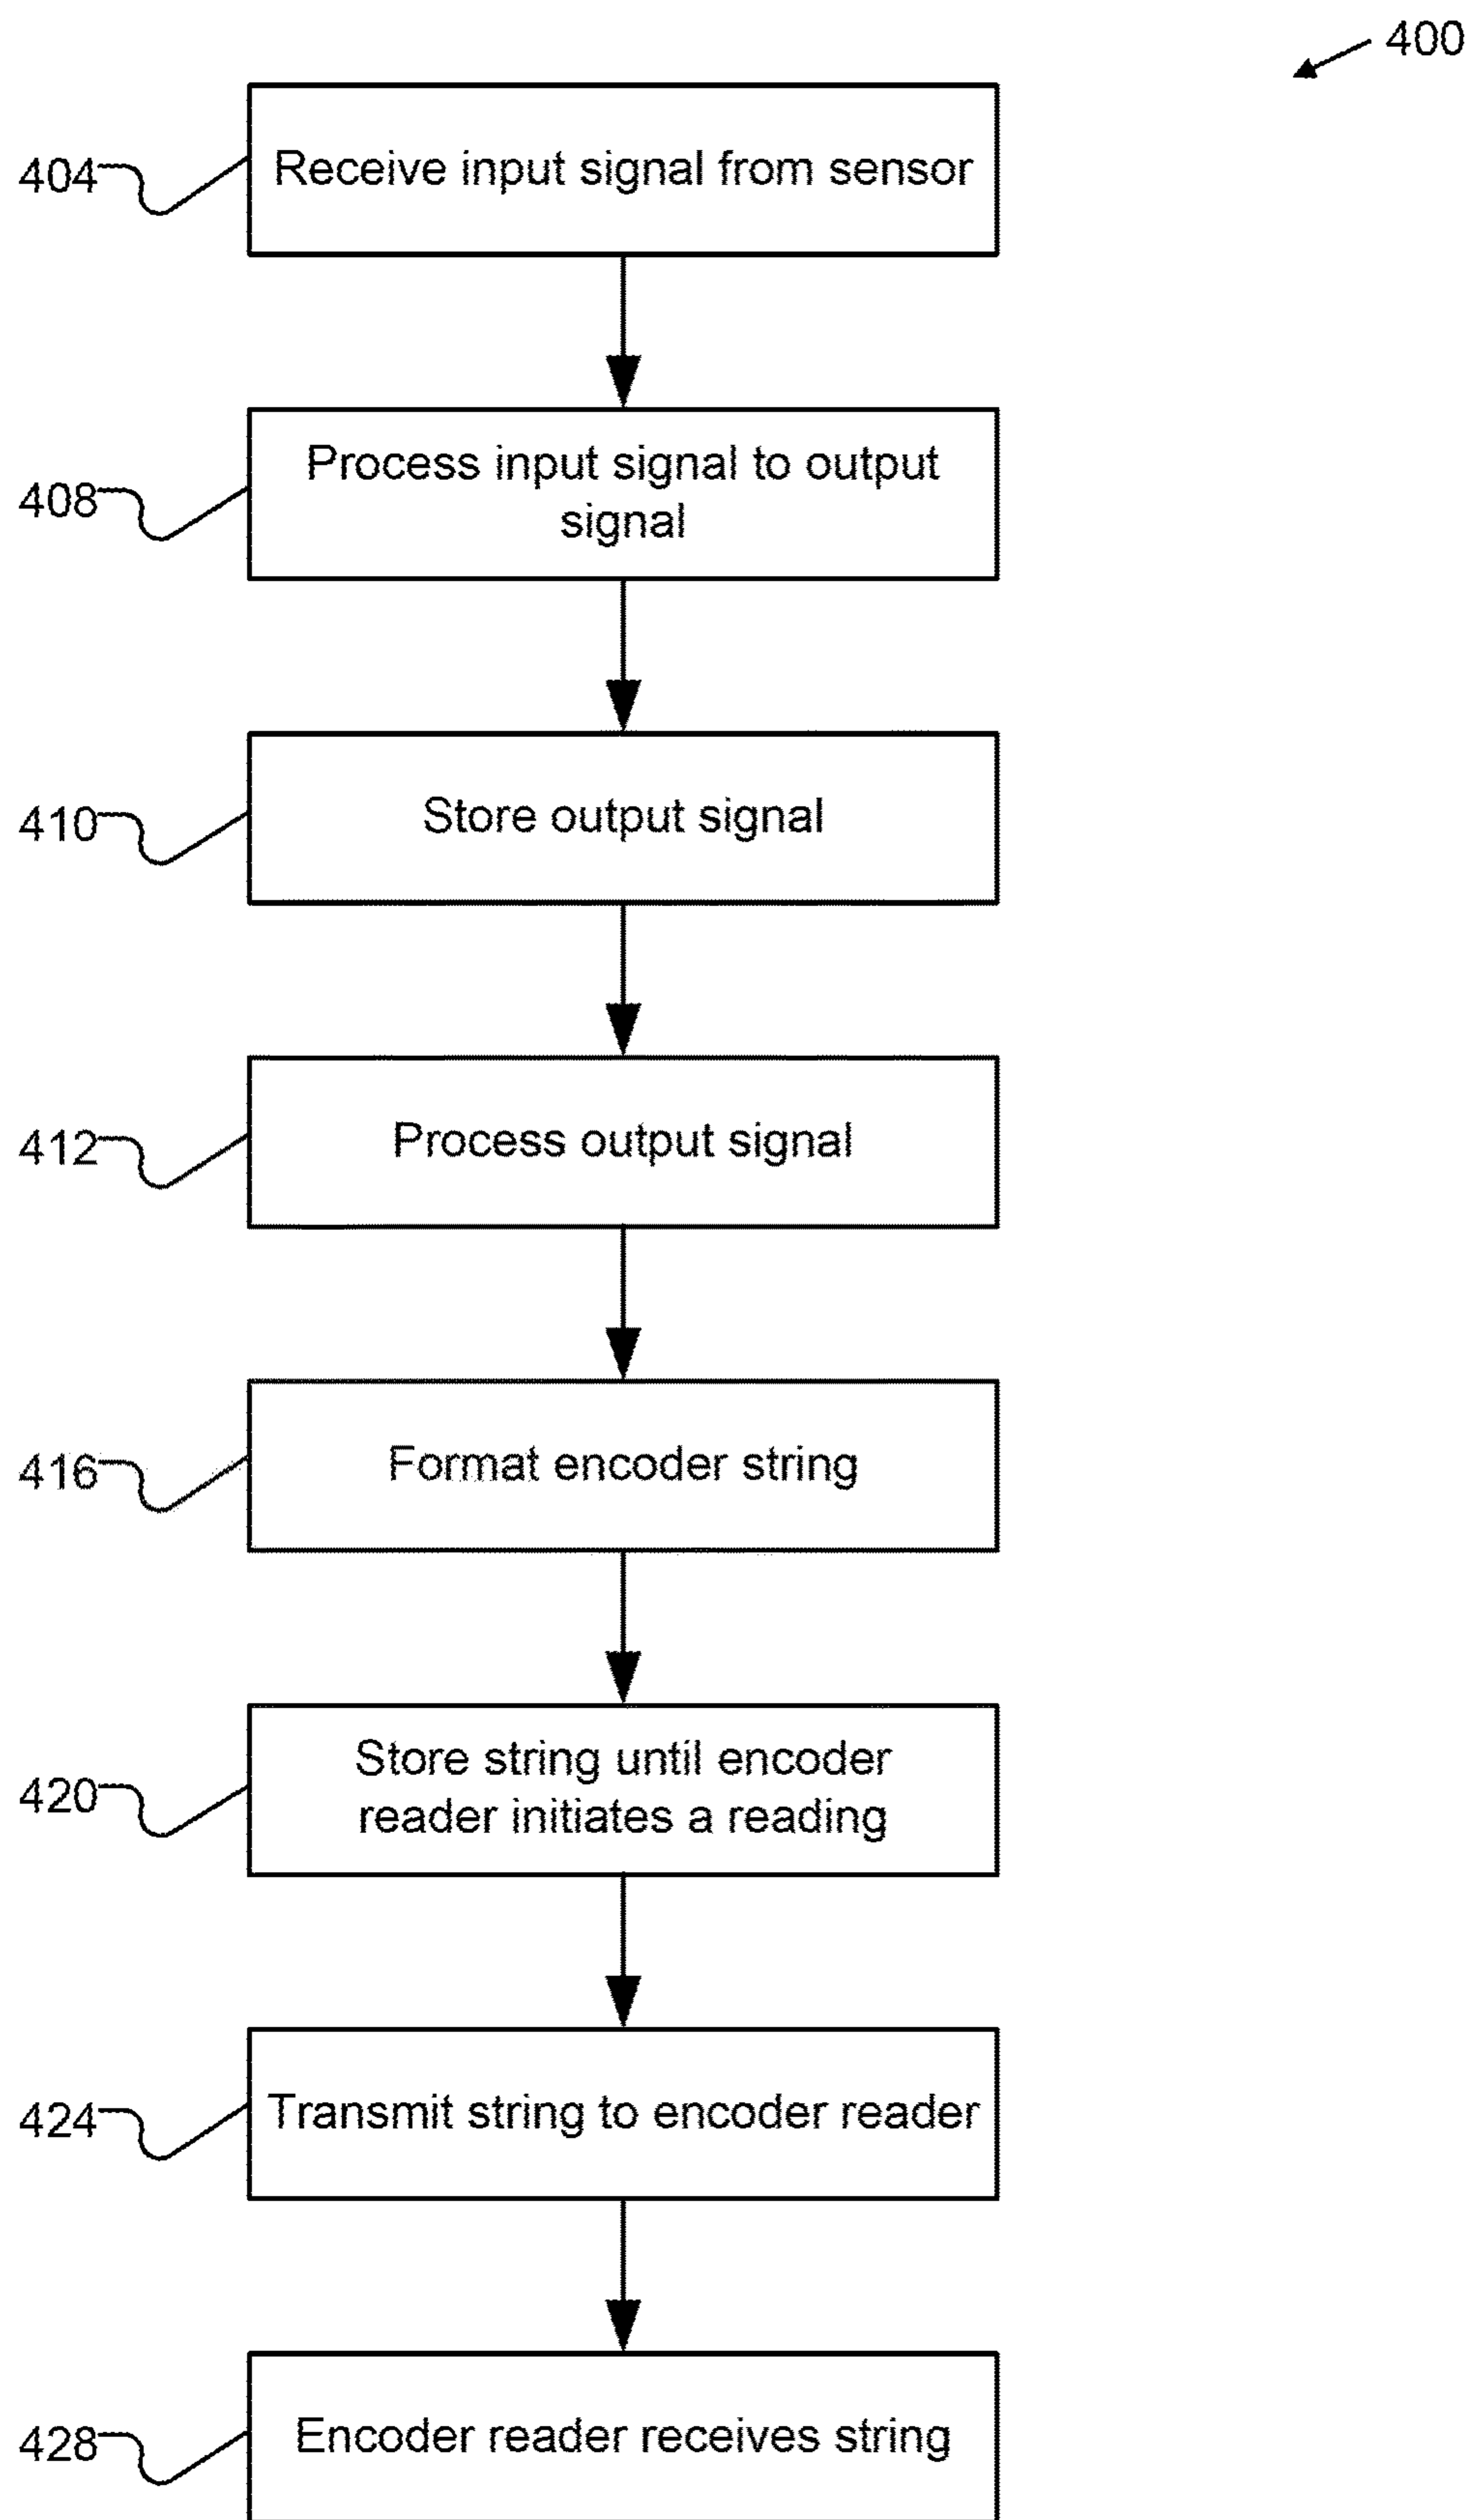 400
404
Receive input signal from sensor
408
Process input signal to output
signal
410
Store output signal
412
Process output signal
416
Format encoder string
420
Store string until encoder
reader initiates a reading
424
Transmit string to encoder reader
428
Encoder reader receives string